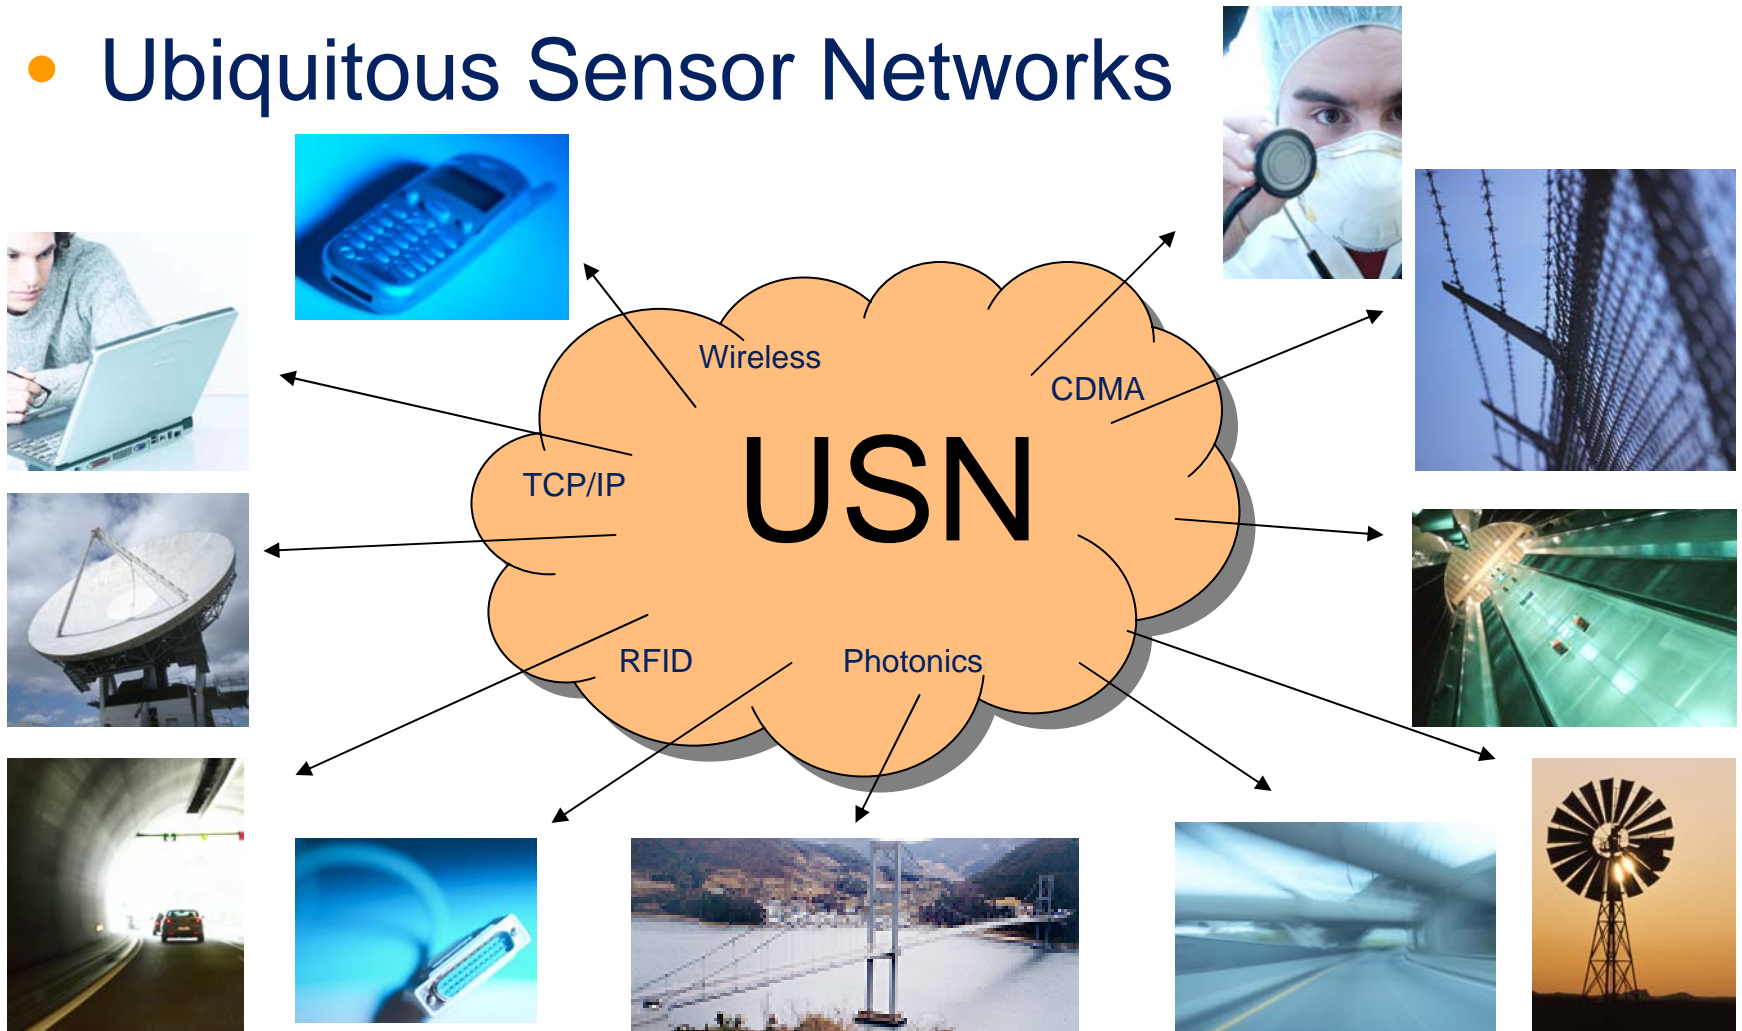 • Ubiquitous Sensor Networks
Wireless
CDMA
USN
TCP/IP
RFID
Photonics